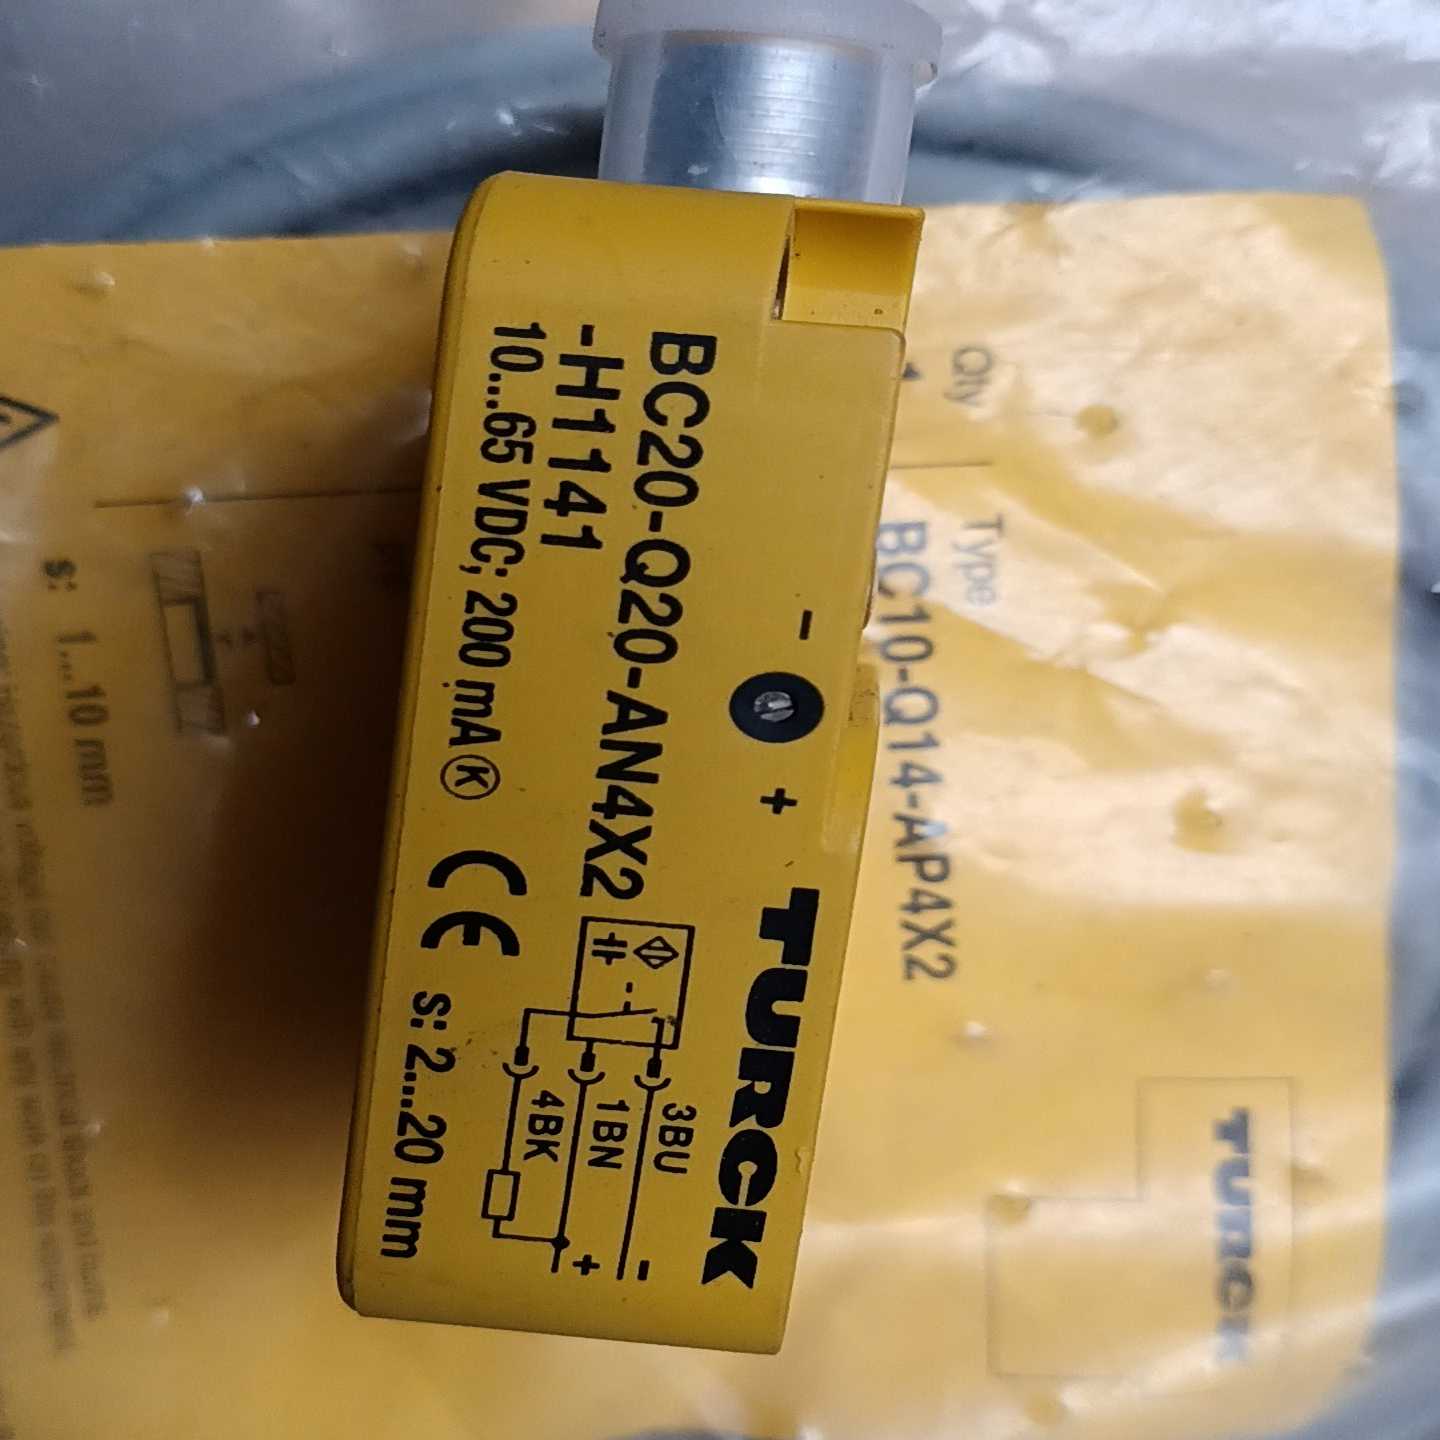 BC20-Q20-AN4X2
-H1141
10...65 VDC; 200 mA K
CE
s: 2...20 mm
- +
TURCK
3BU
1BN
4BK
-
+
Qty
1
Type
BC10-Q14-AP4X2
s: 1...10 mm
TURCK